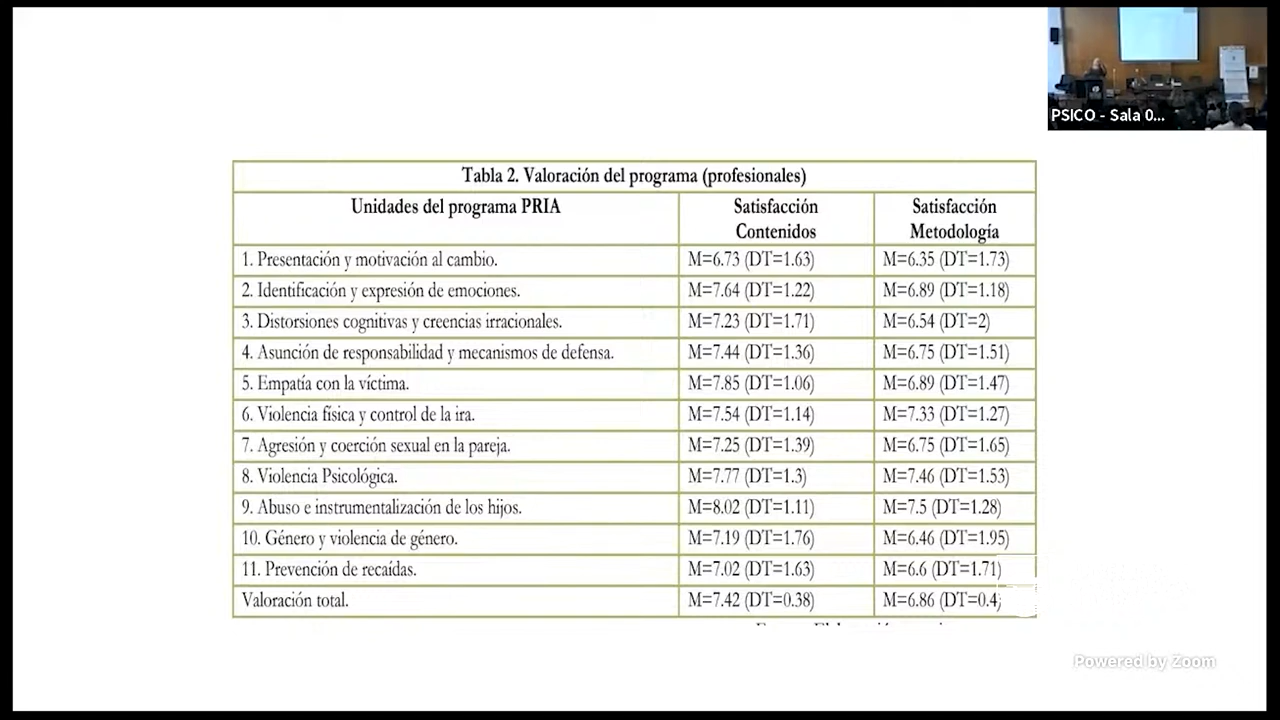 PSICO - Sala 0...
Tabla 2. Valoración del programa (profesionales)
Unidades del programa PRIA
Satisfacción Contenidos
Satisfacción Metodología
1. Presentación y motivación al cambio. M=6.73 (DT=1.63) M=6.35 (DT=1.73)
2. Identificación y expresión de emociones. M=7.64 (DT=1.22) M=6.89 (DT=1.18)
3. Distorsiones cognitivas y creencias irracionales. M=7.23 (DT=1.71) M=6.54 (DT=2)
4. Asunción de responsabilidad y mecanismos de defensa. M=7.44 (DT=1.36) M=6.75 (DT=1.51)
5. Empatía con la víctima. M=7.85 (DT=1.06) M=6.89 (DT=1.47)
6. Violencia física y control de la ira. M=7.54 (DT=1.14) M=7.33 (DT=1.27)
7. Agresión y coerción sexual en la pareja. M=7.25 (DT=1.39) M=6.75 (DT=1.65)
8. Violencia Psicológica. M=7.77 (DT=1.3) M=7.46 (DT=1.53)
9. Abuso e instrumentalización de los hijos. M=8.02 (DT=1.11) M=7.5 (DT=1.28)
10. Género y violencia de género. M=7.19 (DT=1.76) M=6.46 (DT=1.95)
11. Prevención de recaídas. M=7.02 (DT=1.63) M=6.6 (DT=1.71)
Valoración total. M=7.42 (DT=0.38) M=6.86 (DT=0.4
Powered by Zoom